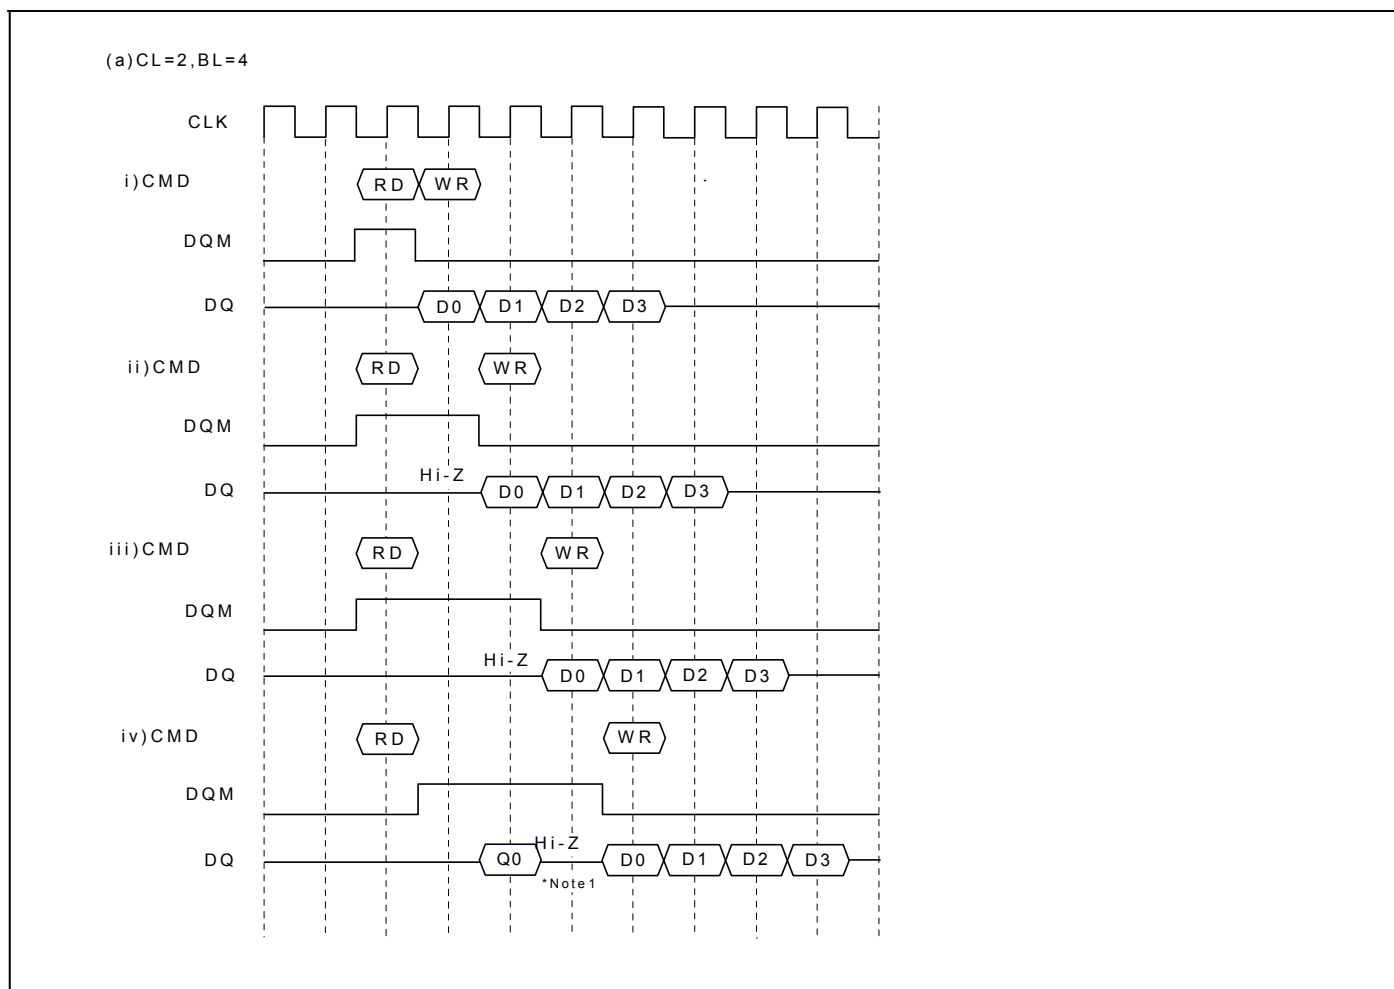 (a)CL=2,BL=4
CLK
i)CMD RD WR
DQM
DQ D0 D1 D2 D3
ii)CMD RD WR
DQM
Hi-Z
DQ D0 D1 D2 D3
iii)CMD RD WR
DQM
Hi-Z
DQ D0 D1 D2 D3
iv)CMD RD WR
DQM
Hi-Z
DQ Q0 D0 D1 D2 D3
*Note1